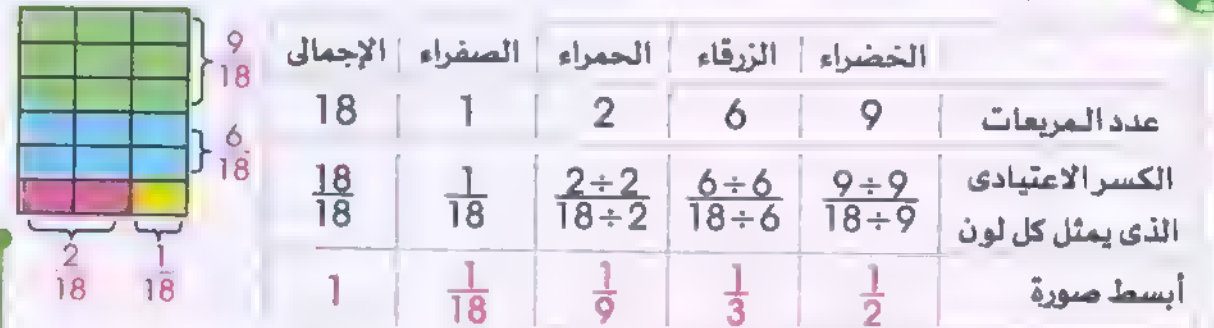 الخضراء | الزرقاء | الحمراء | الصفراء | الإجمالى
عدد المربعات | 9 | 6 | 2 | 1 | 18
الكسر الاعتيادى الذى يمثل كل لون | 9÷9/18÷9 | 6÷6/18÷6 | 2÷2/18÷2 | 1/18 | 18/18
أبسط صورة | 1/2 | 1/3 | 1/9 | 1/18 | 1
9/18
6/18
2/18 1/18